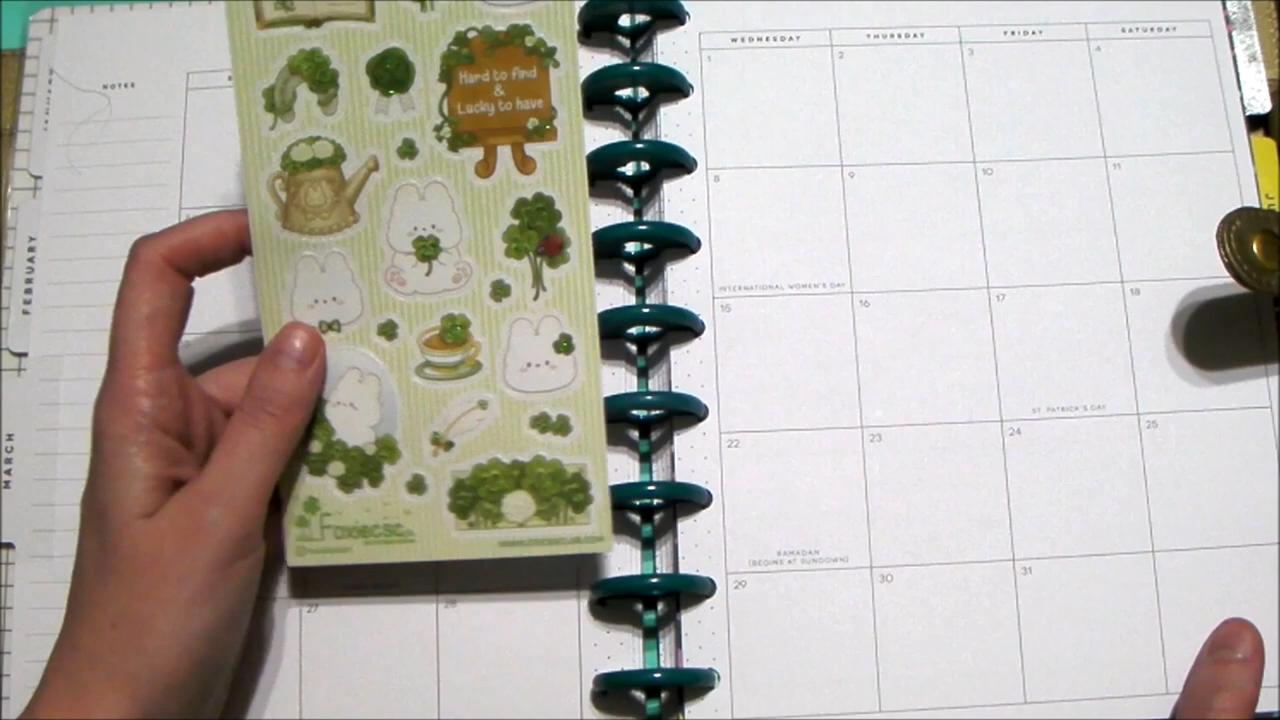 NOTES
FEBRUARY
MARCH
Hard to find
&
Lucky to have
27
28
WEDNESDAY
THURSDAY
FRIDAY
SATURDAY
1
2
3
4
8
9
10
11
INTERNATIONAL WOMEN'S DAY
15
16
17
18
ST. PATRICK'S DAY
22
23
24
25
RAMADAN
(BEGINS AT SUNDOWN)
29
30
31